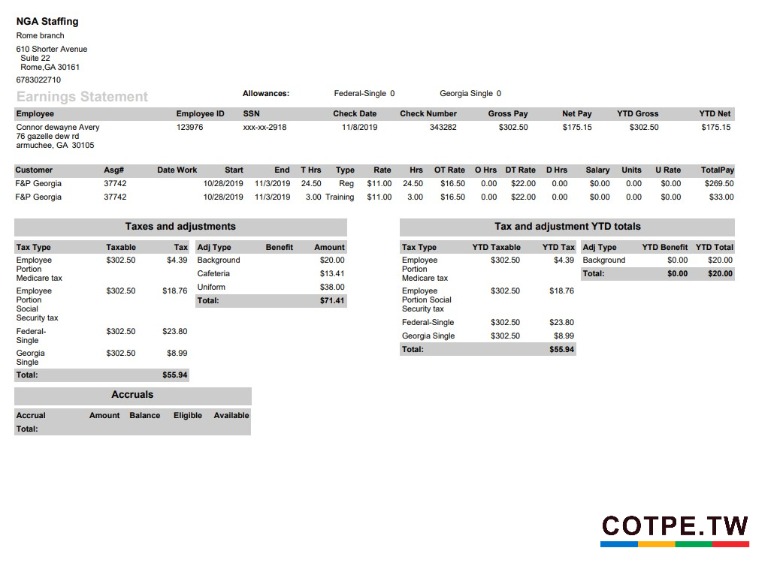 NGA Staffing
Rome branch
610 Shorter Avenue
Suite 22
Rome,GA 30161
6783022710
Earnings Statement
Allowances: Federal-Single 0 Georgia Single 0
Employee Employee ID SSN Check Date Check Number Gross Pay Net Pay YTD Gross YTD Net
Connor dewayne Avery 123976 xxx-xx-2918 11/8/2019 343282 $302.50 $175.15 $302.50 $175.15
76 gazelle dew rd
armuchee, GA 30105
Customer Asg# Date Work Start End T Hrs Type Rate Hrs OT Rate O Hrs DT Rate D Hrs Salary Units U Rate TotalPay
F&P Georgia 37742 10/28/2019 11/3/2019 24.50 Reg $11.00 24.50 $16.50 0.00 $22.00 0.00 $0.00 0.00 $0.00 $269.50
F&P Georgia 37742 10/28/2019 11/3/2019 3.00 Training $11.00 3.00 $16.50 0.00 $22.00 0.00 $0.00 0.00 $0.00 $33.00
Taxes and adjustments
Tax Type Taxable Tax
Employee $302.50 $4.39
Portion
Medicare tax
Employee $302.50 $18.76
Portion
Social
Security tax
Federal- $302.50 $23.80
Single
Georgia $302.50 $8.99
Single
Total: $55.94
Adj Type Benefit Amount
Background $20.00
Cafeteria $13.41
Uniform $38.00
Total: $71.41
Tax and adjustment YTD totals
Tax Type YTD Taxable YTD Tax
Employee $302.50 $4.39
Portion
Medicare tax
Employee $302.50 $18.76
Portion Social
Security tax
Federal-Single $302.50 $23.80
Georgia Single $302.50 $8.99
Total: $55.94
Adj Type YTD Benefit YTD Total
Background $0.00 $20.00
Total: $0.00 $20.00
Accruals
Accrual Amount Balance Eligible Available
Total:
COTPE.TW